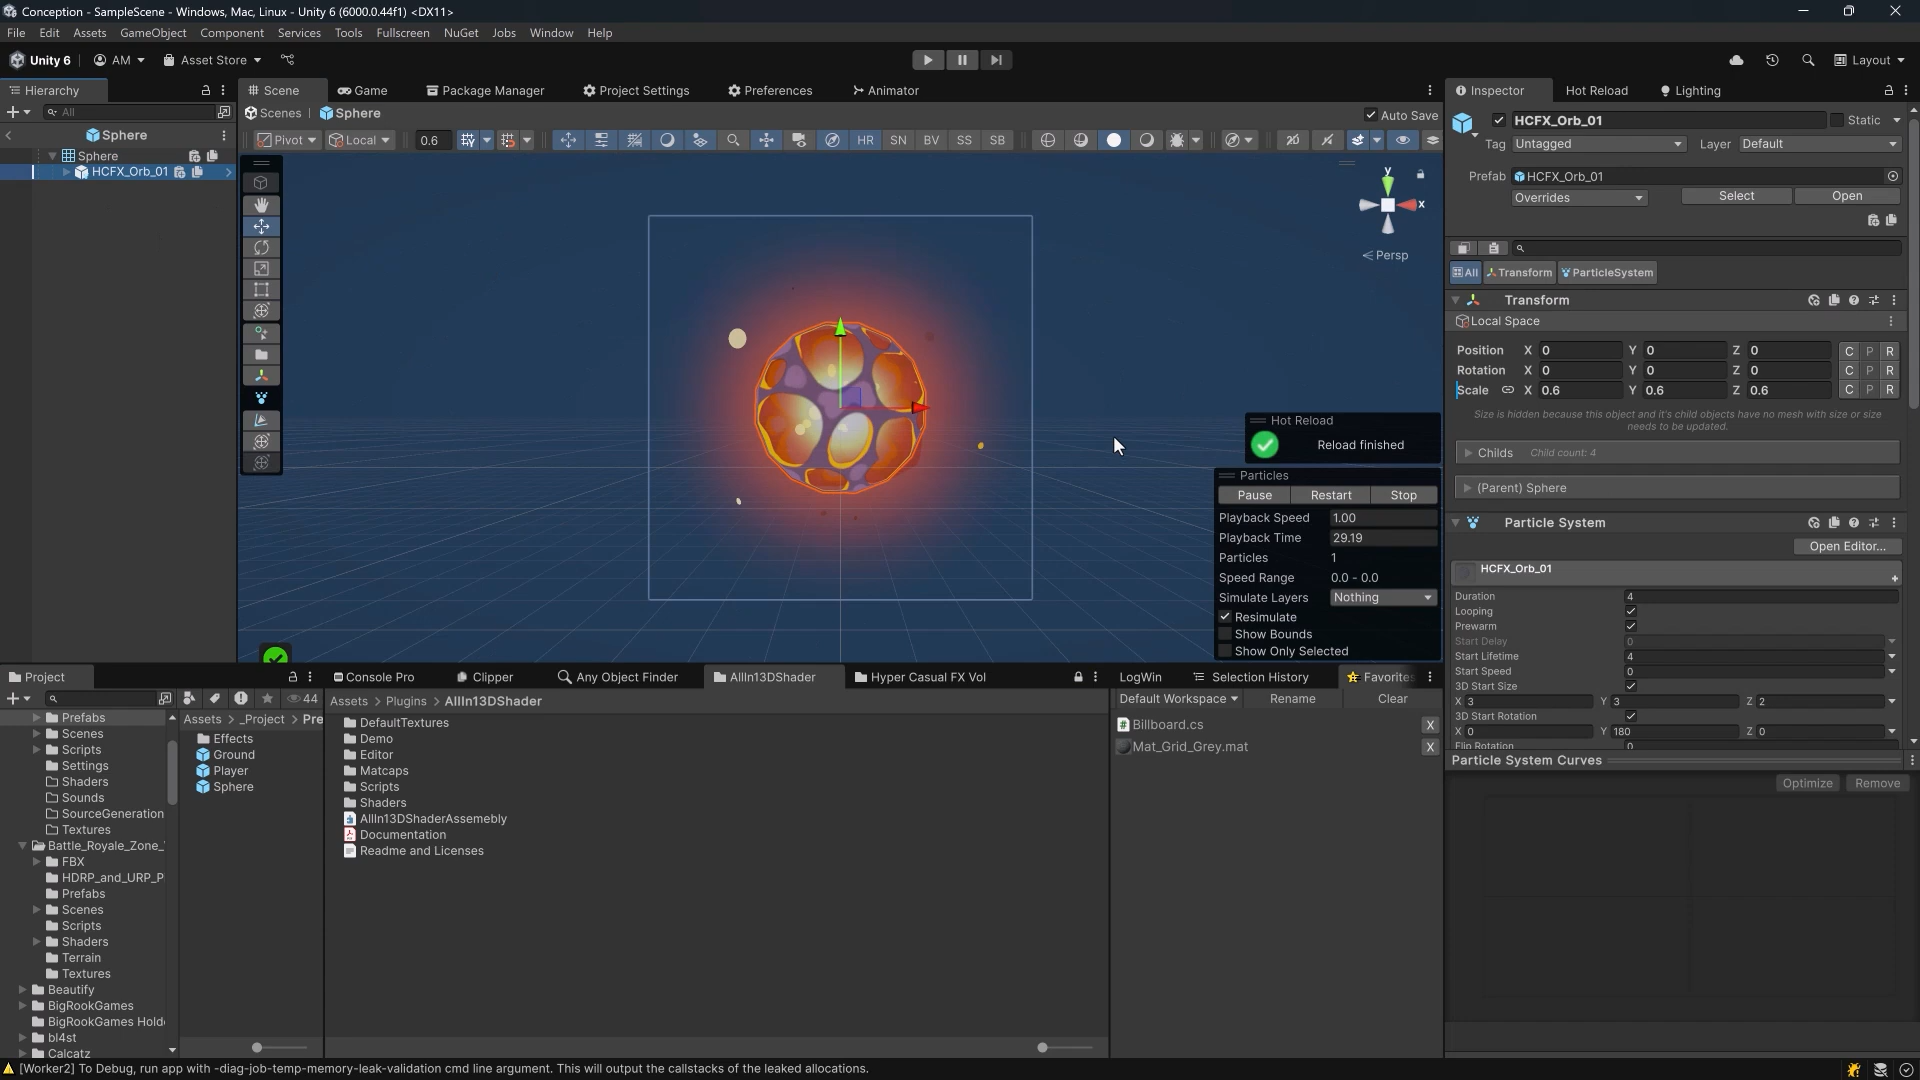 Conception - SampleScene - Windows, Mac, Linux - Unity 6 (6000.0.44f1) <DX11>
File Edit Assets GameObject Component Services Tools Fullscreen NuGet Jobs Window Help
Unity 6 AM Asset Store Layout
Hierarchy Scene Game Package Manager Project Settings Preferences Animator Inspector Hot Reload Lighting
All Scenes Sphere Auto Save
Sphere
Pivot Local 0.6 HR SN BV SS SB 2D
Sphere
HCFX_Orb_01
y
x
Persp
HCFX_Orb_01 Static
Tag Untagged Layer Default
Prefab HCFX_Orb_01
Overrides Select Open
All Transform ParticleSystem
Transform
Local Space
Position X 0 Y 0 Z 0 C P R
Rotation X 0 Y 0 Z 0 C P R
Scale X 0.6 Y 0.6 Z 0.6 C P R
Size is hidden because this object and it's child objects have no mesh with size or size
needs to be updated.
Childs Child count: 4
(Parent) Sphere
Hot Reload
Reload finished
Particles
Pause Restart Stop
Playback Speed 1.00
Playback Time 29.19
Particles 1
Speed Range 0.0 - 0.0
Simulate Layers Nothing
Resimulate
Show Bounds
Show Only Selected
Particle System
Open Editor...
HCFX_Orb_01
Duration 4
Looping
Prewarm
Start Delay 0
Start Lifetime 4
Start Speed 0
3D Start Size
X 3 Y 3 Z 2
3D Start Rotation
X 0 Y 180 Z 0
Flip Rotation 0
Particle System Curves
Optimize Remove
Project Console Pro Clipper Any Object Finder AllIn13DShader Hyper Casual FX Vol LogWin Selection History Favorites
44
Prefabs
Scenes
Scripts
Settings
Shaders
Sounds
SourceGeneration
Textures
Battle_Royale_Zone_
FBX
HDRP_and_URP_P
Prefabs
Scenes
Scripts
Shaders
Terrain
Textures
Beautify
BigRookGames
BigRookGames Hold
bl4st
Calcatz
Assets > _Project > Pre
Effects
Ground
Player
Sphere
Assets > Plugins > AllIn13DShader
DefaultTextures
Demo
Editor
Matcaps
Scripts
Shaders
AllIn13DShaderAssemebly
Documentation
Readme and Licenses
Default Workspace Rename Clear
Billboard.cs X
Mat_Grid_Grey.mat X
[Worker2] To Debug, run app with -diag-job-temp-memory-leak-validation cmd line argument. This will output the callstacks of the leaked allocations.